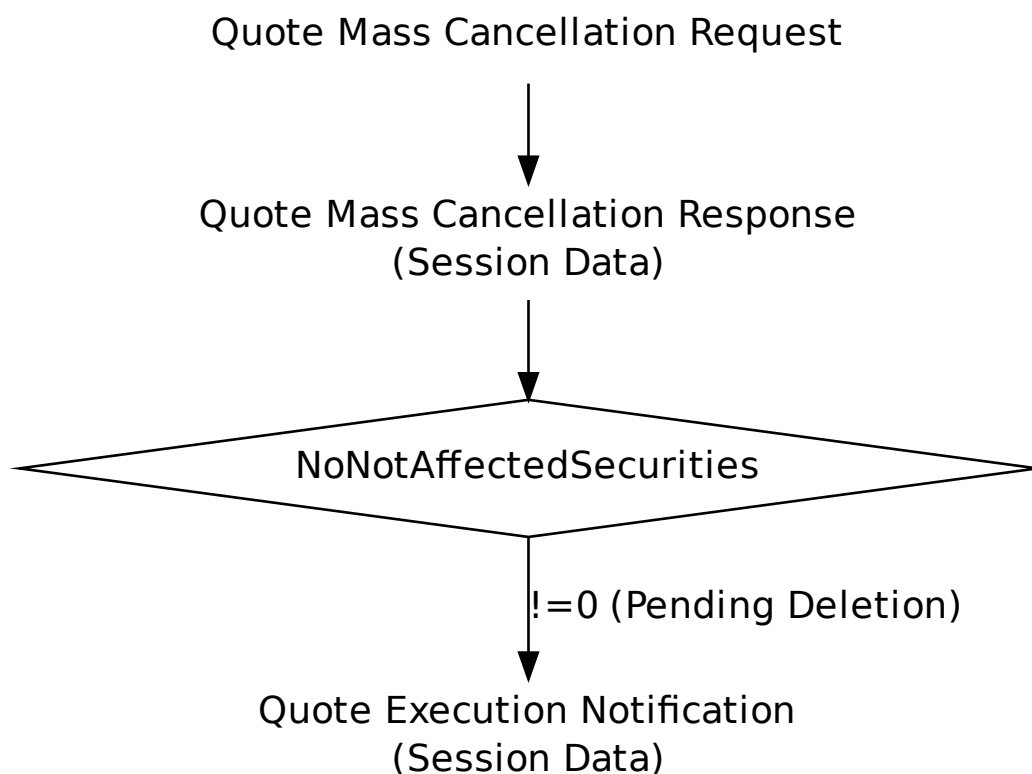 Quote Mass Cancellation Request
Quote Mass Cancellation Response
(Session Data)
NoNotAffectedSecurities
!=0 (Pending Deletion)
Quote Execution Notification
(Session Data)